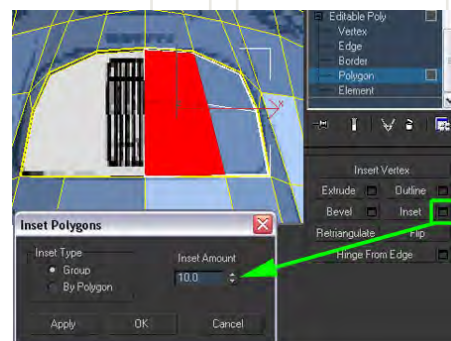 Editable Poly
Vertex
Edge
Border
Polygon
Element
Insert Vertex
Extrude Outline
Bevel Inset
Retriangulate Flip
Hinge From Edge
Inset Polygons
Inset Type
Group
By Polygon
Inset Amount
10.0
Apply OK Cancel
x